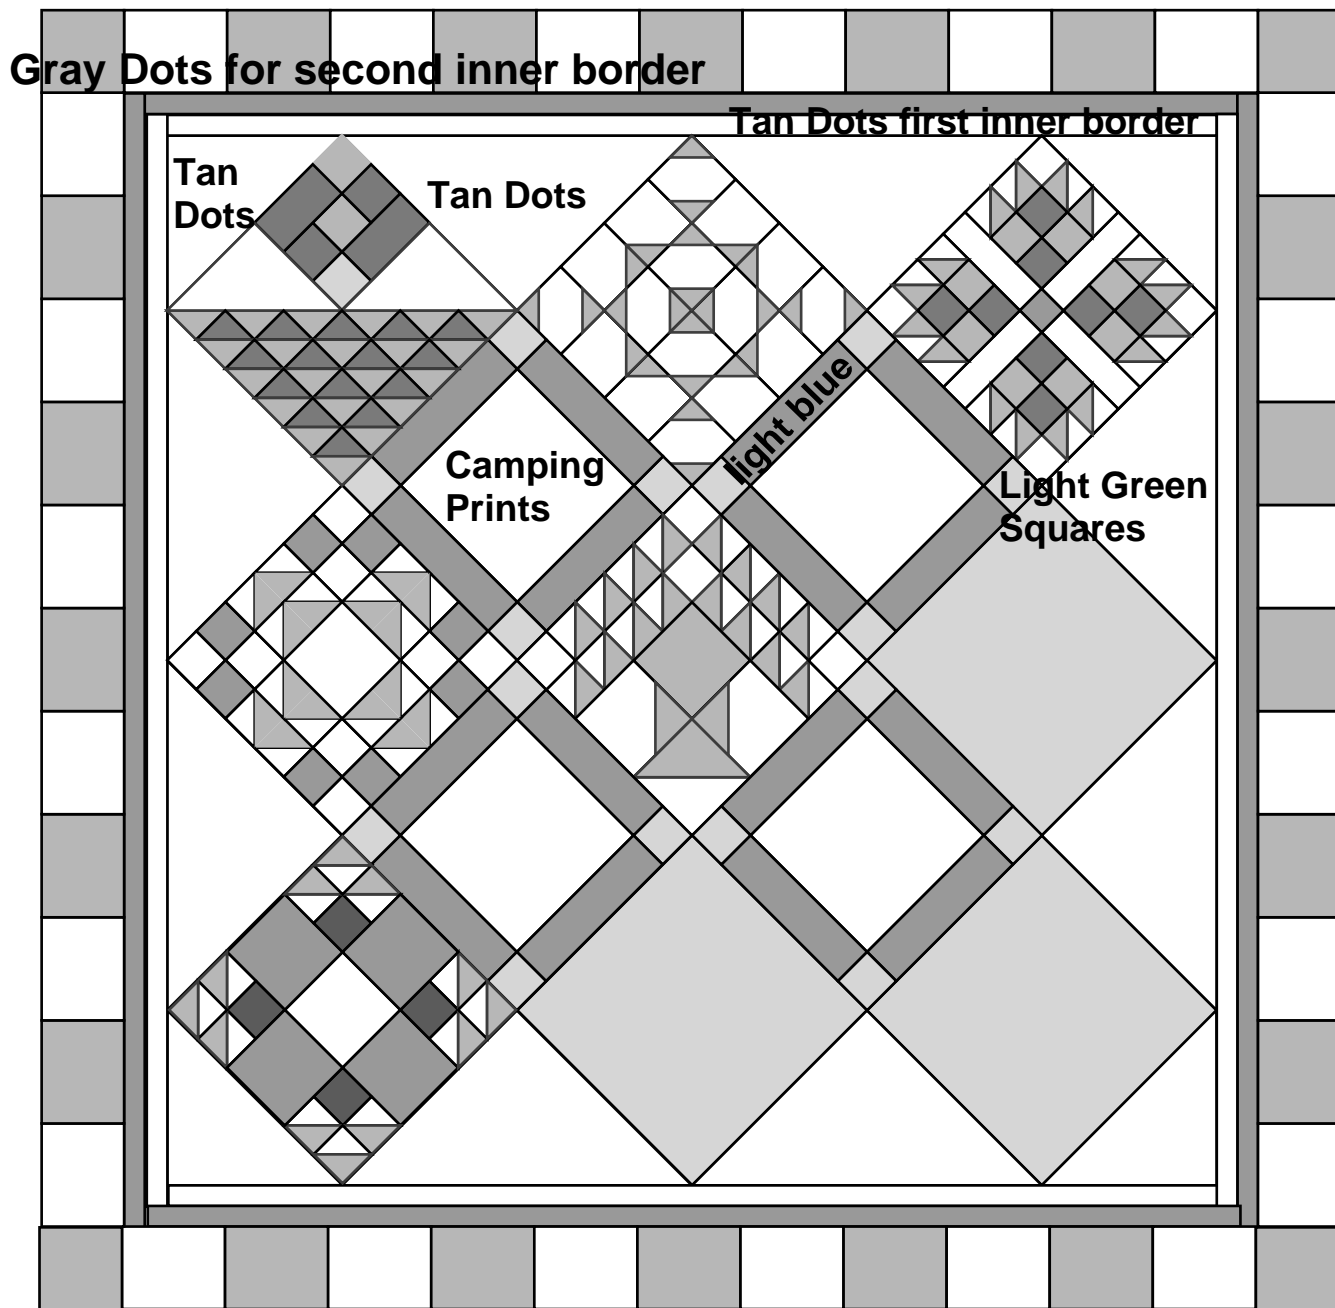 Gray Dots for second inner border
Tan Dots first inner border
Tan
Dots
Tan Dots
light blue
Camping
Prints
Light Green
Squares